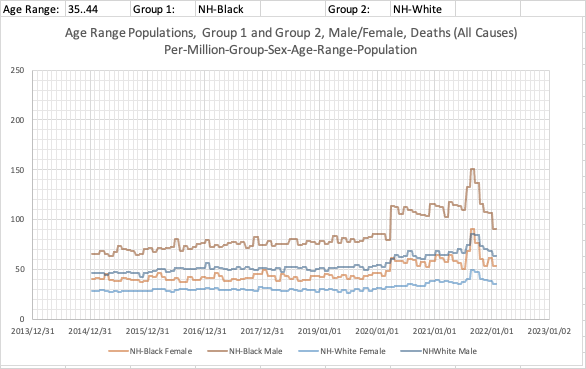 Age Range: 35..44 Group 1: NH-Black Group 2: NH-White
Age Range Populations, Group 1 and Group 2, Male/Female, Deaths (All Causes)
Per-Million-Group-Sex-Age-Range-Population
250
200
150
100
50
0
2013/12/31 2014/12/31 2015/12/31 2016/12/31 2017/12/31 2019/01/01 2020/01/01 2021/01/01 2022/01/01 2023/01/01
NH-Black Female NH-Black Male NH-White Female NHWhite Male